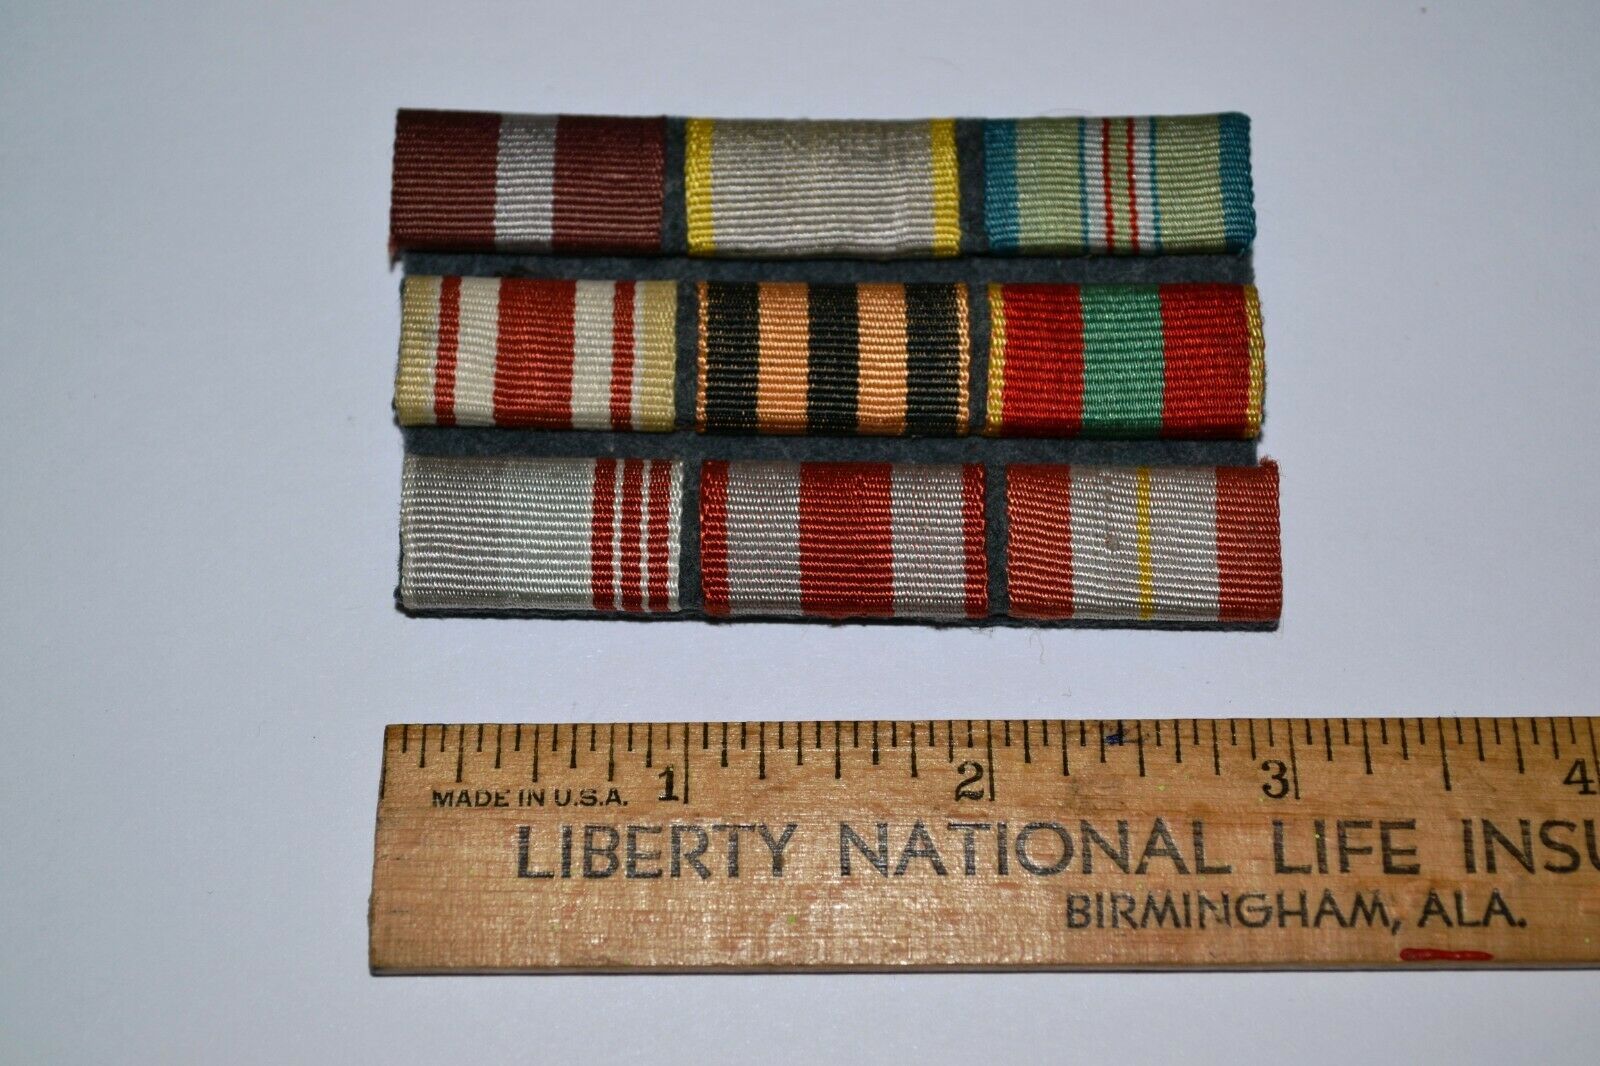 1 2 3 4
MADE IN U.S.A.
LIBERTY NATIONAL LIFE INSU
BIRMINGHAM, ALA.